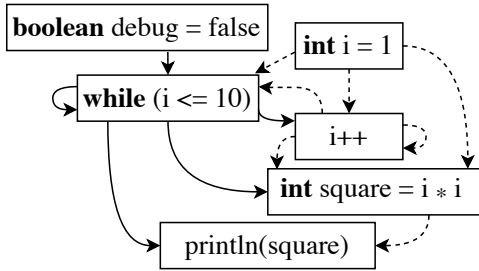 boolean debug = false
int i = 1
while (i <= 10)
i++
int square = i * i
println(square)